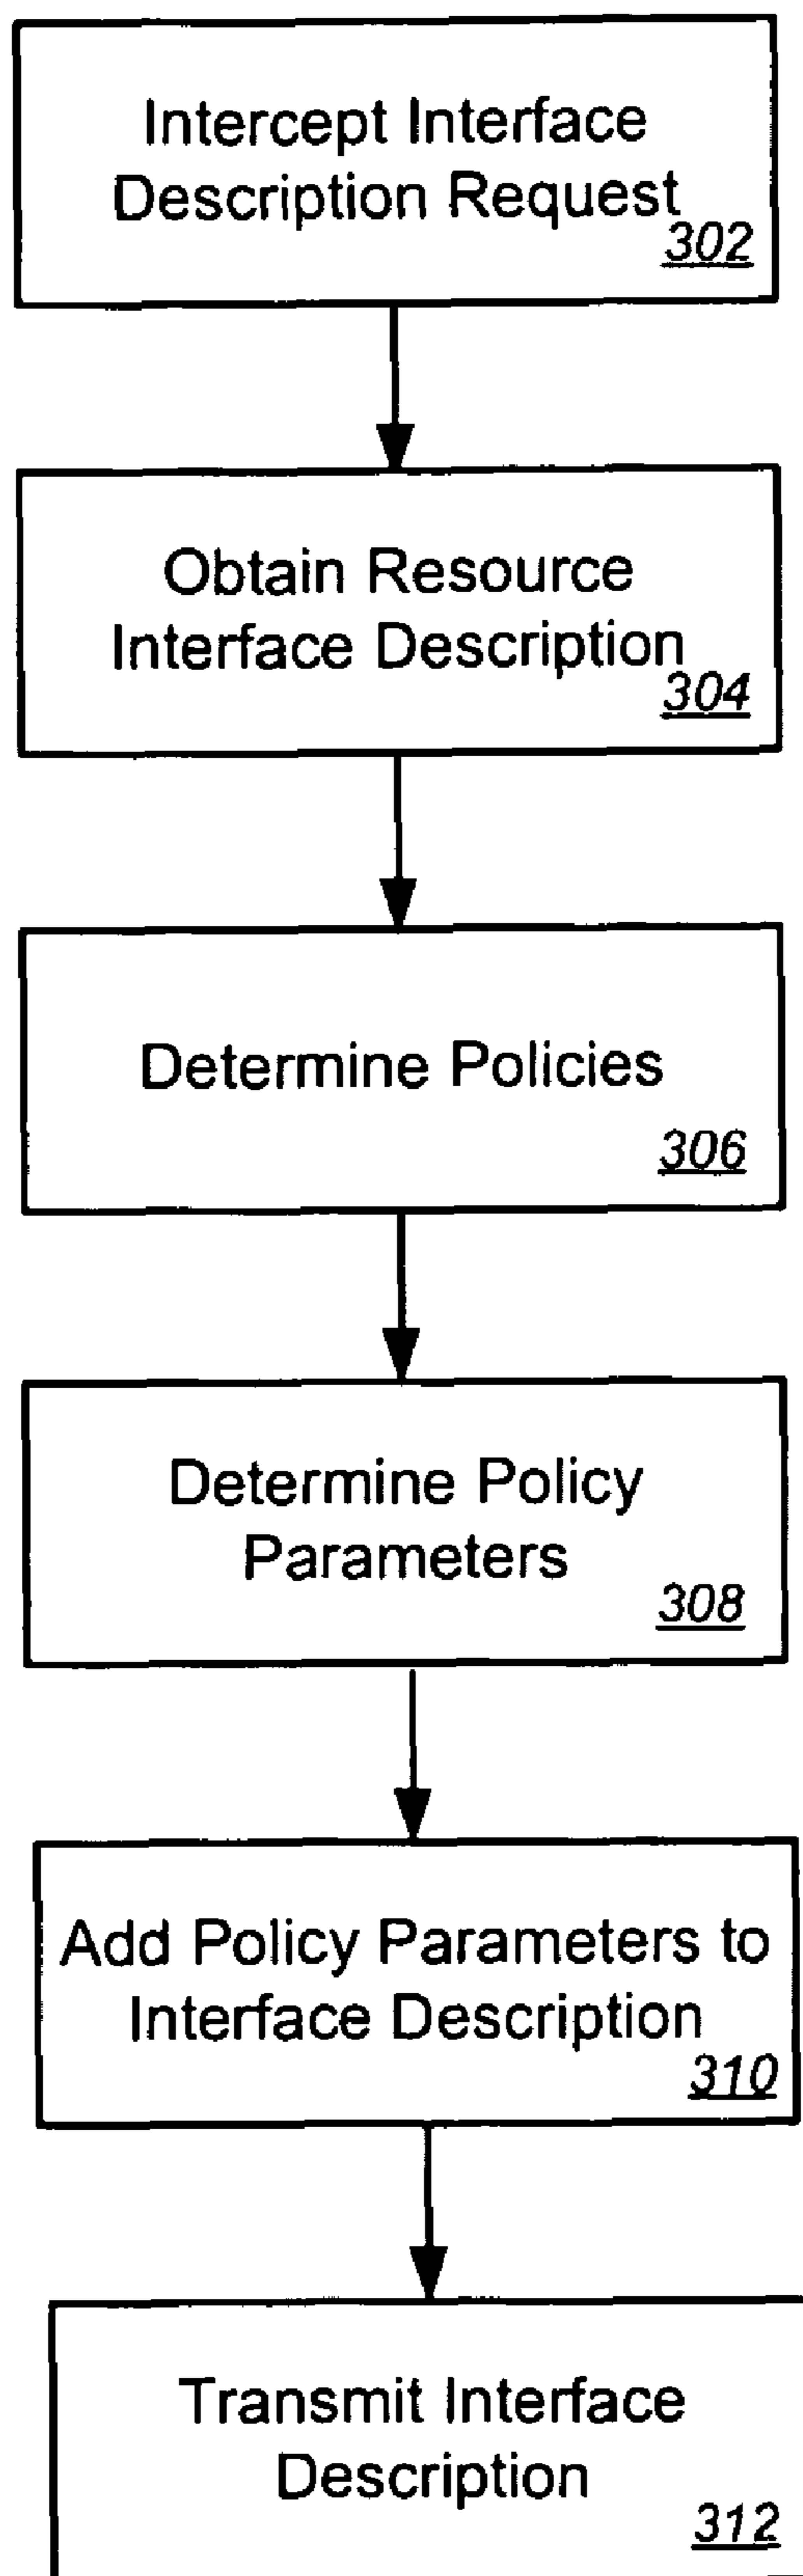 Intercept Interface
Description Request
302
Obtain Resource
Interface Description
304
Determine Policies
306
Determine Policy
Parameters
308
Add Policy Parameters to
Interface Description
310
Transmit Interface
Description
312